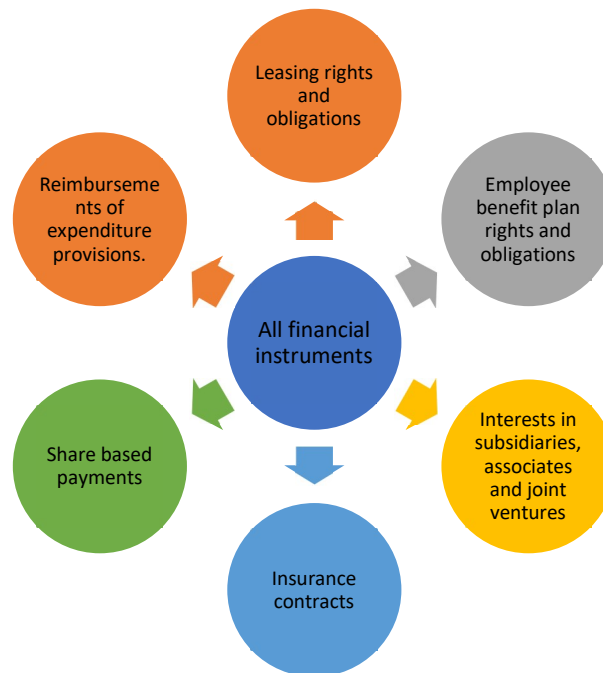 Leasing rights
and
obligations
Reimburseme
nts of
expenditure
provisions.
Employee
benefit plan
rights and
obligations
All financial
instruments
Share based
payments
Interests in
subsidiaries,
associates
and joint
ventures
Insurance
contracts